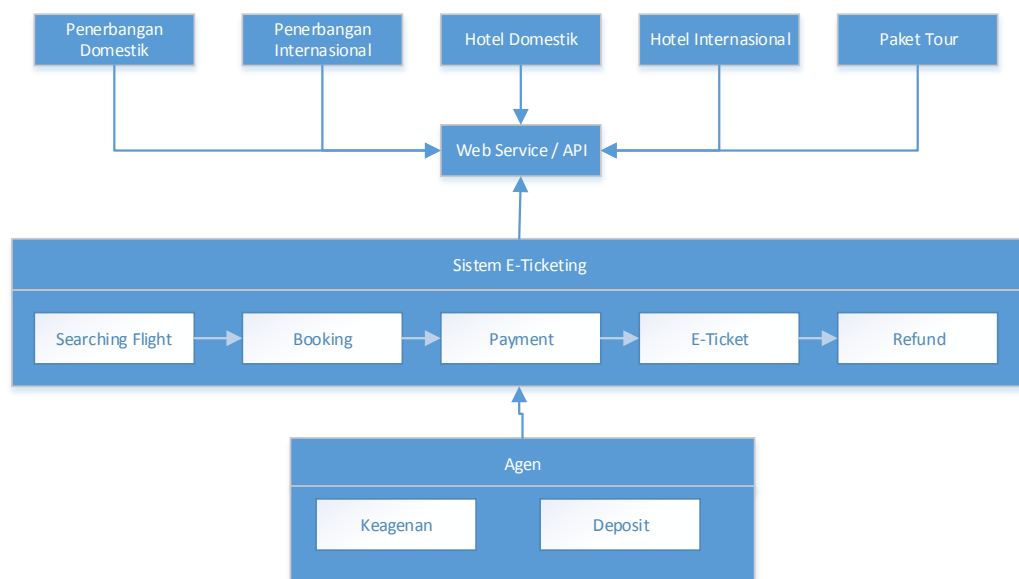 Penerbangan
Domestik
Penerbangan
Internasional
Hotel Domestik
Hotel Internasional
Paket Tour
Web Service / API
Sistem E-Ticketing
Searching Flight
Booking
Payment
E-Ticket
Refund
Agen
Keagenan
Deposit